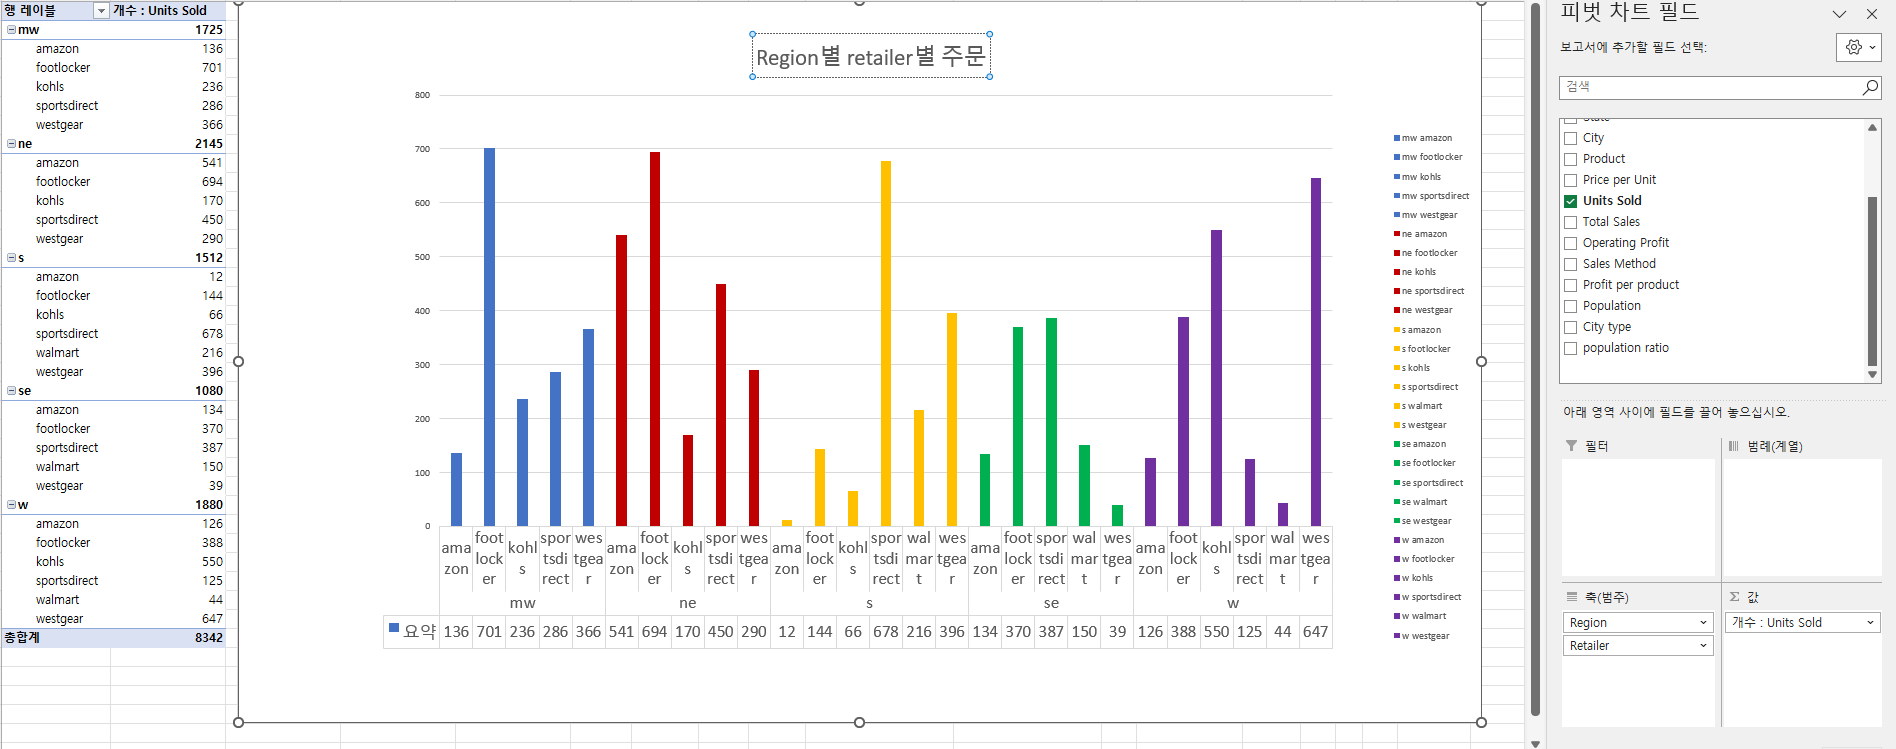 행 레이블 개수 : Units Sold
mw 1725
amazon 136
footlocker 701
kohls 236
sportsdirect 286
westgear 366
ne 2145
amazon 541
footlocker 694
kohls 170
sportsdirect 450
westgear 290
s 1512
amazon 12
footlocker 144
kohls 66
sportsdirect 678
walmart 216
westgear 396
se 1080
amazon 134
footlocker 370
sportsdirect 387
walmart 150
westgear 39
w 1880
amazon 126
footlocker 388
kohls 550
sportsdirect 125
walmart 44
westgear 647
총합계 8342
Region별 retailer별 주문
800
700
600
500
400
300
200
100
0
ama foot kohl spor wes ama foot kohl spor wes ama foot kohl spor wal wes ama foot spor wal wes ama foot kohl spor wal wes
zon lock s tsdi tgea zon lock s tsdi tgea zon lock s tsdi mar tgea zon lock tsdi mar tgea zon lock s tsdi mar tgea
er rect r er rect r er rect t r er rect t r er rect t r
mw ne s se w
요약 136 701 236 286 366 541 694 170 450 290 12 144 66 678 216 396 134 370 387 150 39 126 388 550 125 44 647
mw amazon
mw footlocker
mw kohls
mw sportsdirect
mw westgear
ne amazon
ne footlocker
ne kohls
ne sportsdirect
ne westgear
s amazon
s footlocker
s kohls
s sportsdirect
s walmart
s westgear
se amazon
se footlocker
se sportsdirect
se walmart
se westgear
w amazon
w footlocker
w kohls
w sportsdirect
w walmart
w westgear
피벗 차트 필드
보고서에 추가할 필드 선택:
검색
State
City
Product
Price per Unit
Units Sold
Total Sales
Operating Profit
Sales Method
Profit per product
Population
City type
population ratio
아래 영역 사이에 필드를 끌어 놓으십시오.
필터
범례(계열)
축(범주)
Region
Retailer
Σ 값
개수 : Units Sold